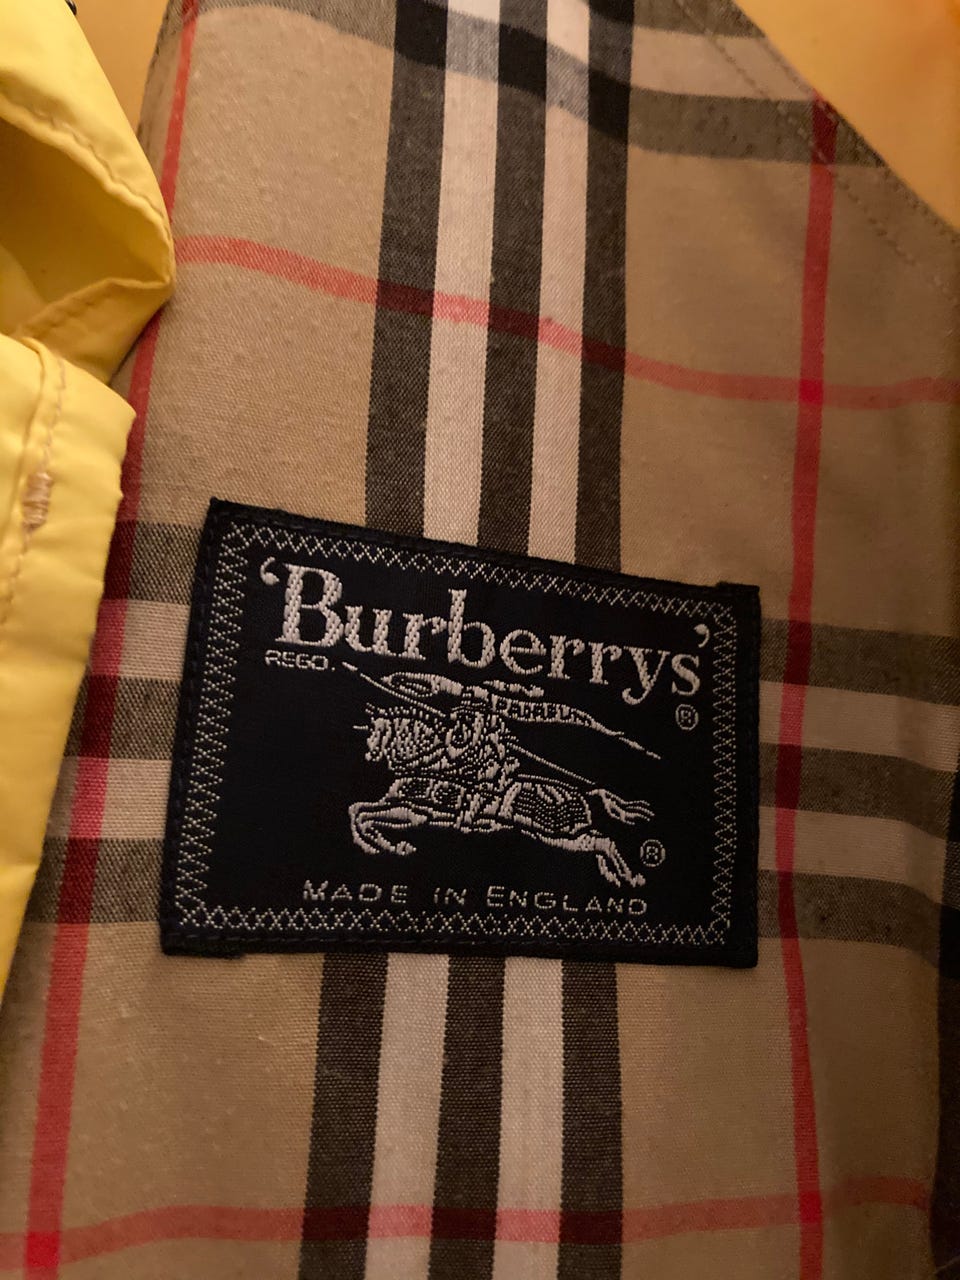 ‘Burberrys’
REGD. ®
®
MADE IN ENGLAND